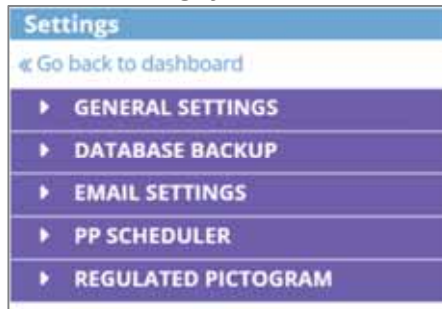 Settings
« Go back to dashboard
GENERAL SETTINGS
DATABASE BACKUP
EMAIL SETTINGS
PP SCHEDULER
REGULATED PICTOGRAM